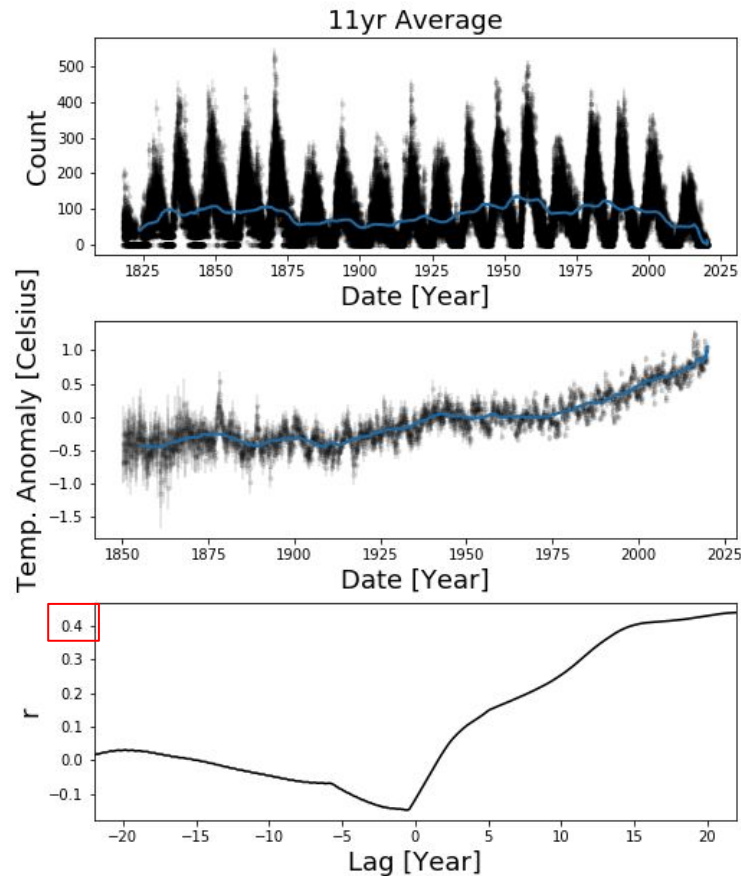 11yr Average
500
400
300
200
100
0
Count
1825 1850 1875 1900 1925 1950 1975 2000 2025
Date [Year]
Temp. Anomaly [Celsius]
1.0
0.5
0.0
−0.5
−1.0
−1.5
1850 1875 1900 1925 1950 1975 2000 2025
Date [Year]
0.4
0.3
0.2
0.1
0.0
−0.1
r
−20 −15 −10 −5 0 5 10 15 20
Lag [Year]